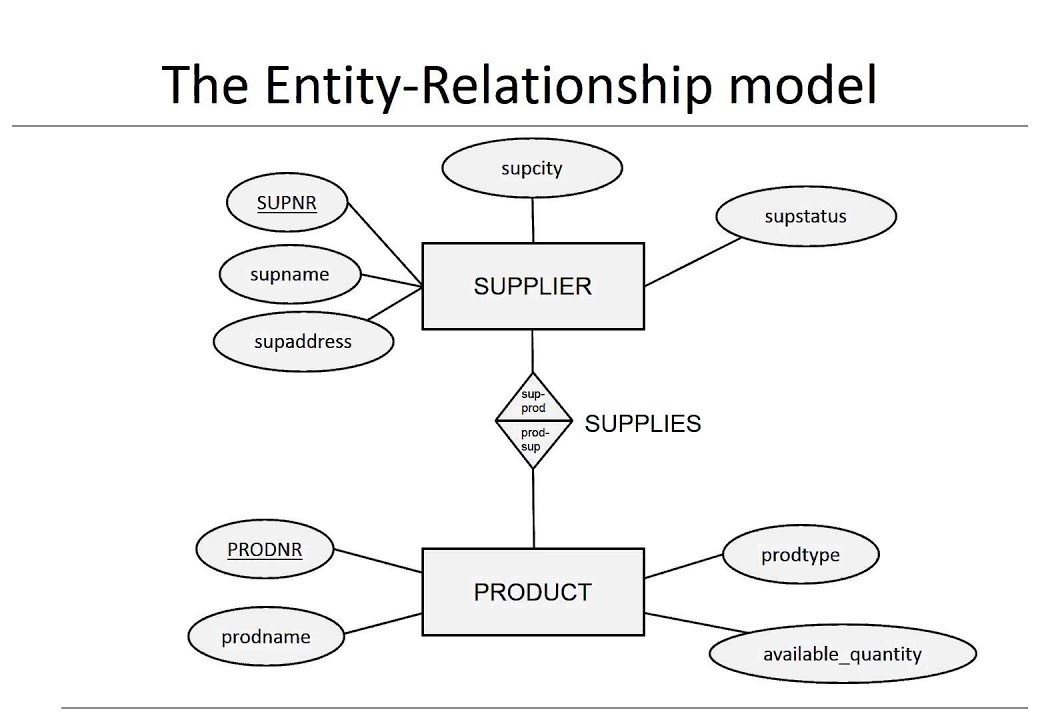 The Entity-Relationship model
supcity
SUPNR
supstatus
supname
SUPPLIER
supaddress
sup-
prod
SUPPLIES
prod-
sup
PRODNR
prodtype
PRODUCT
prodname
available_quantity